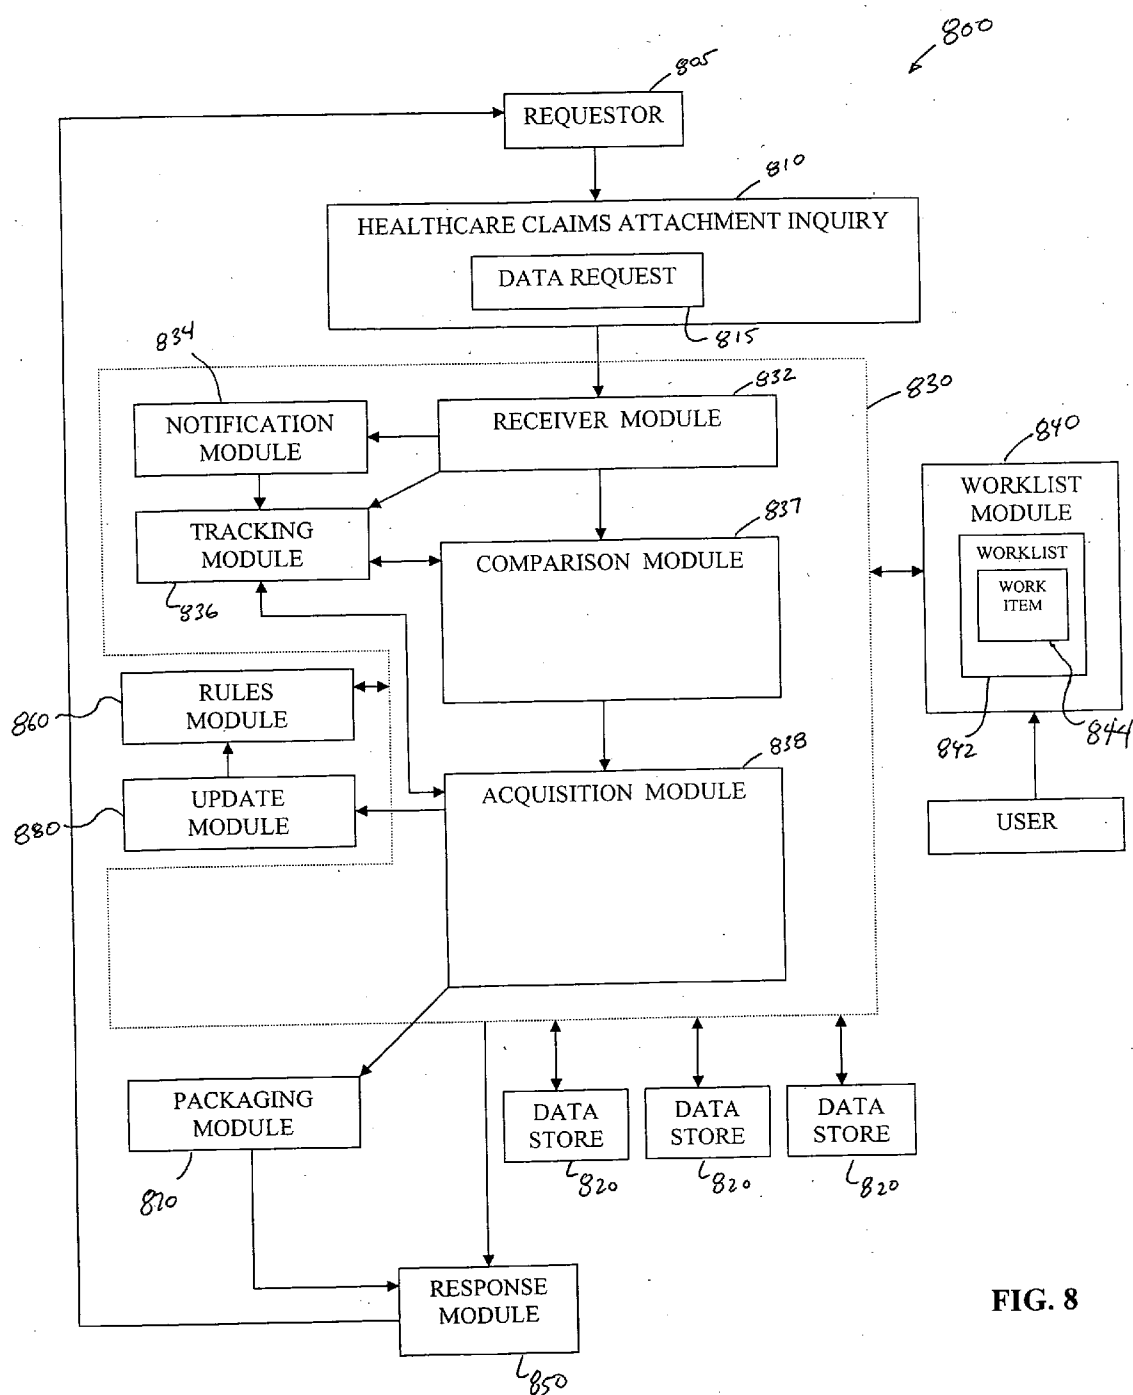 800
805
REQUESTOR
810
HEALTHCARE CLAIMS ATTACHMENT INQUIRY
DATA REQUEST
815
834
832
830
NOTIFICATION
MODULE
RECEIVER MODULE
840
WORKLIST
MODULE
837
TRACKING
MODULE
COMPARISON MODULE
WORKLIST
WORK
ITEM
836
RULES
MODULE
860
842
844
838
UPDATE
MODULE
880
ACQUISITION MODULE
USER
PACKAGING
MODULE
DATA
STORE
DATA
STORE
DATA
STORE
820
820
820
RESPONSE
MODULE
850
FIG. 8